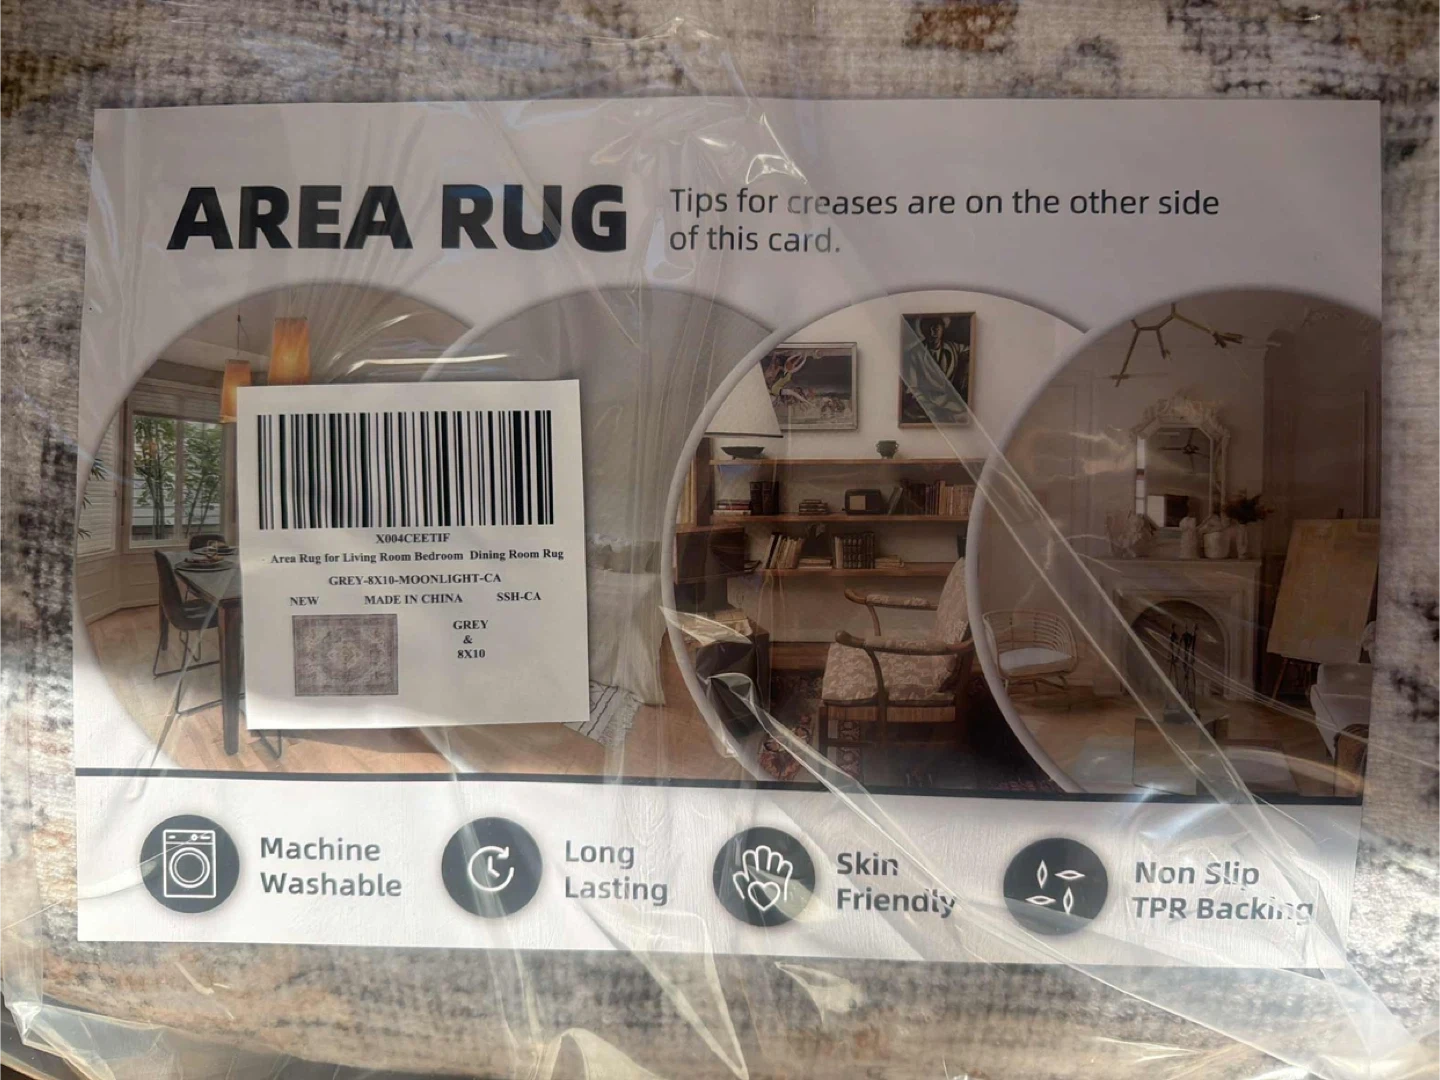 AREA RUG
Tips for creases are on the other side
of this card.
X004CEETIF
Area Rug for Living Room Bedroom Dining Room Rug
GREY-8X10-MOONLIGHT-CA
NEW MADE IN CHINA SSH-CA
GREY
&
8X10
Machine
Washable
Long
Lasting
Skin
Friendly
Non Slip
TPR Backing